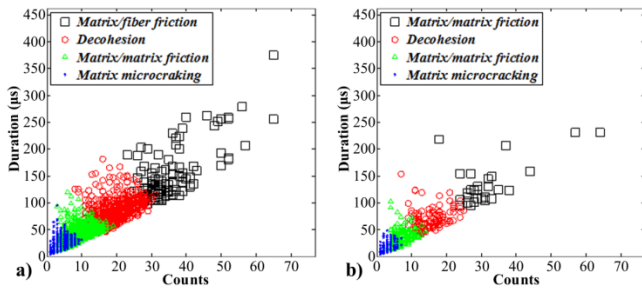 450
400
350
300
250
200
150
100
50
0
Duration (µs)
Matrix/fiber friction
Decohesion
Matrix/matrix friction
Matrix microcraking
0 10 20 30 40 50 60 70
Counts
a)
450
400
350
300
250
200
150
100
50
0
Duration (µs)
Matrix/matrix friction
Decohesion
Matrix/matrix friction
Matrix microcracking
0 10 20 30 40 50 60 70
Counts
b)